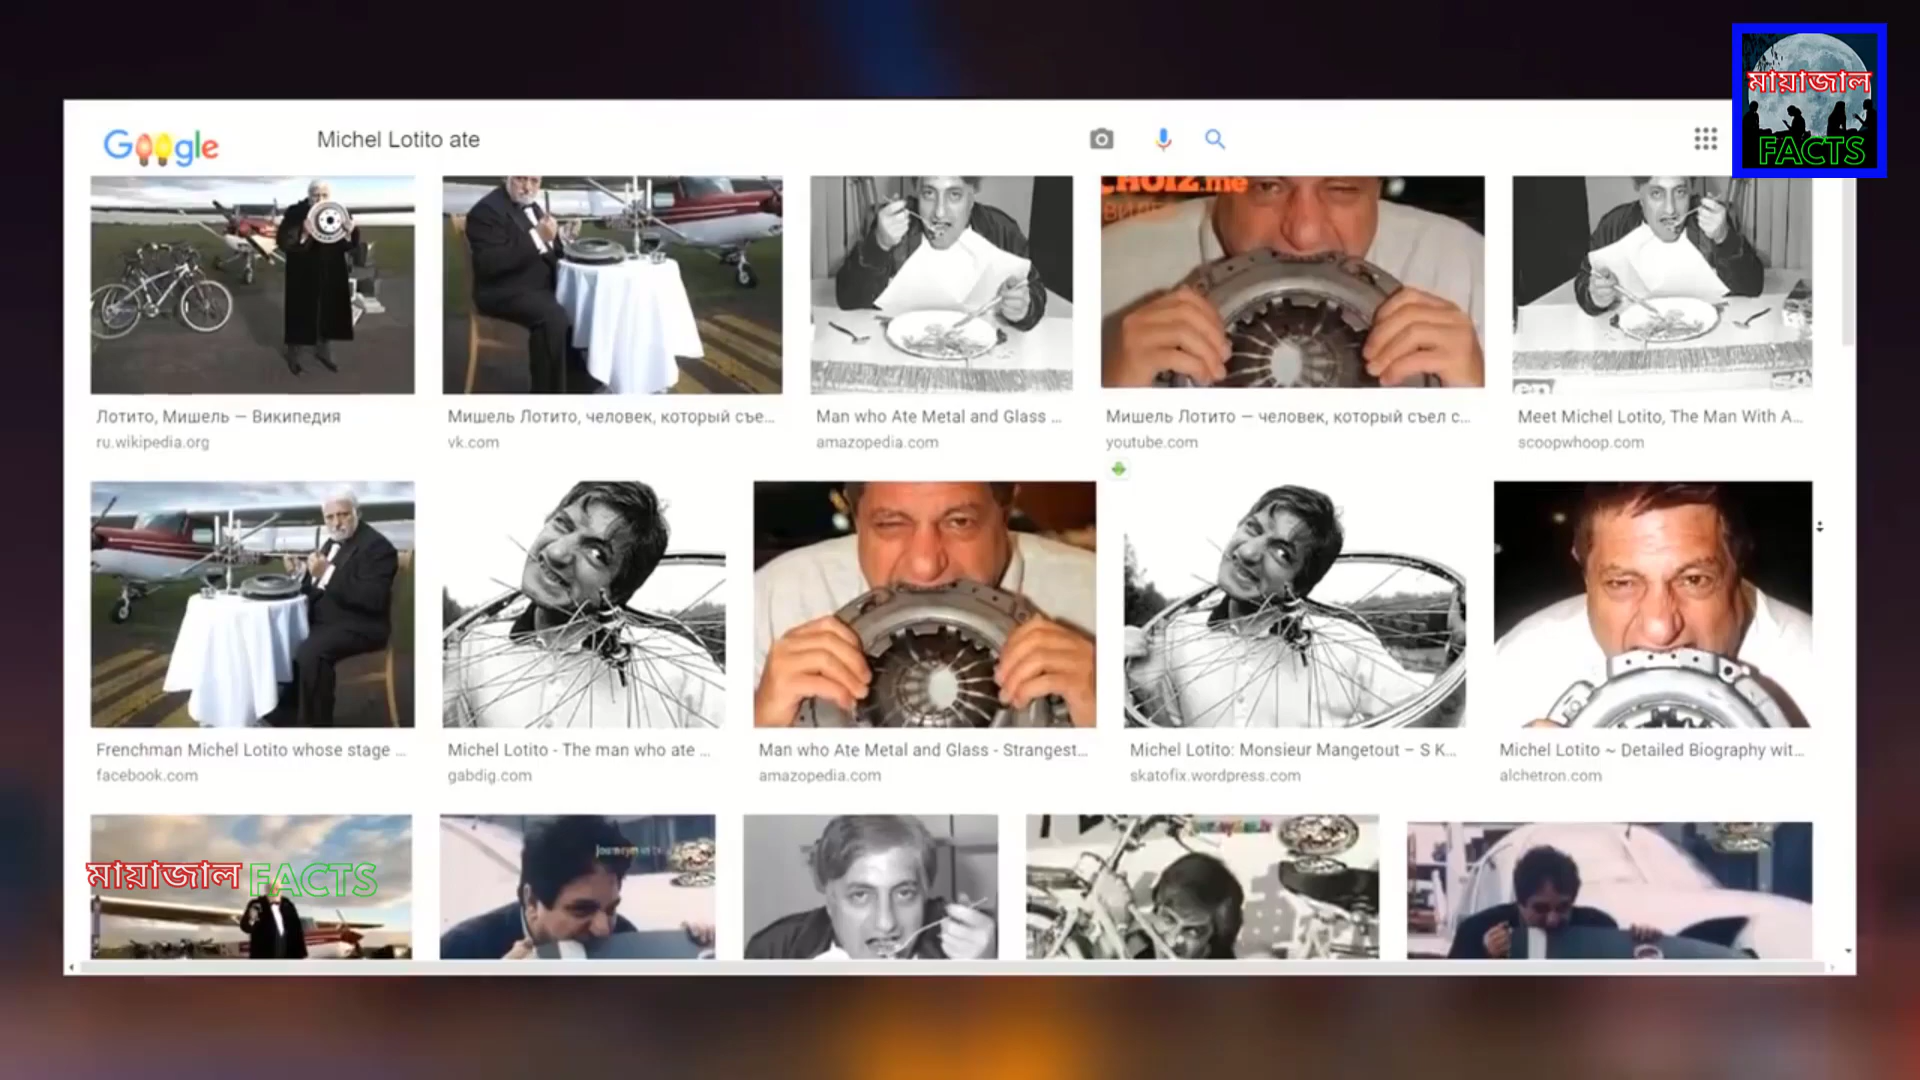 মায়াজাল
FACTS
Google
Michel Lotito ate
Лотито, Мишель — Википедия
ru.wikipedia.org
Мишель Лотито, человек, который съе...
vk.com
Man who Ate Metal and Glass ...
amazopedia.com
Мишель Лотито — человек, который съел с...
youtube.com
Meet Michel Lotito, The Man With A...
scoopwhoop.com
Frenchman Michel Lotito whose stage ...
facebook.com
Michel Lotito - The man who ate ...
gabdig.com
Man who Ate Metal and Glass - Strangest...
amazopedia.com
Michel Lotito: Monsieur Mangetout – S K...
skatofix.wordpress.com
Michel Lotito ~ Detailed Biography wit...
alchetron.com
মায়াজাল FACTS